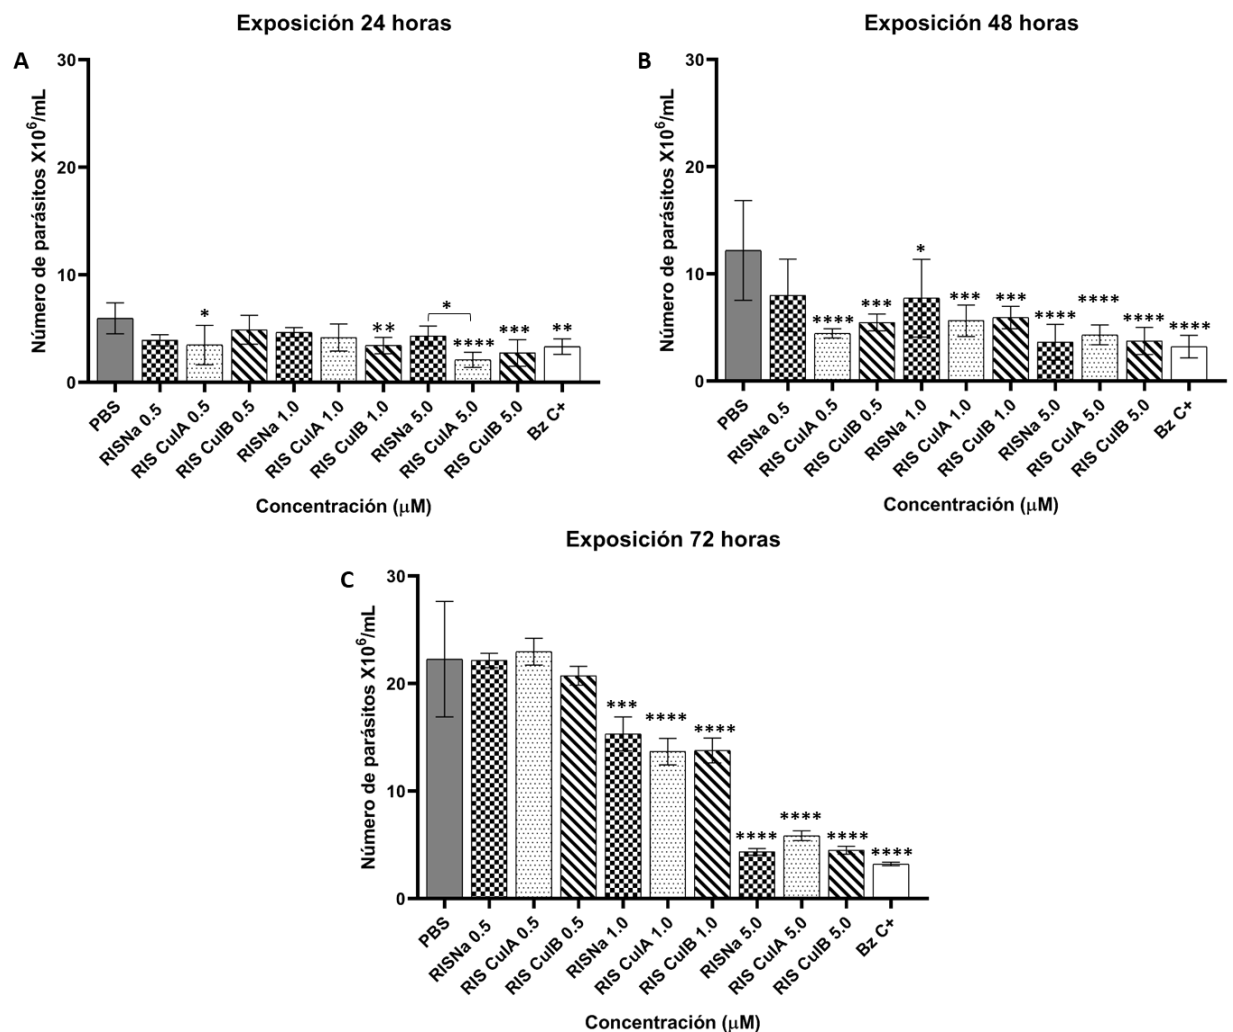 Exposición 24 horas
A
Número de parásitos X10⁶/mL
30
20
10
0
*
**
*
****
***
**
PBS
RISNa 0.5
RIS CuIA 0.5
RIS CuIB 0.5
RISNa 1.0
RIS CuIA 1.0
RIS CuIB 1.0
RISNa 5.0
RIS CuIA 5.0
RIS CuIB 5.0
Bz C+
Concentración (μM)
Exposición 48 horas
B
Número de parásitos X10⁶/mL
30
20
10
0
****
***
*
***
***
****
****
****
****
PBS
RISNa 0.5
RIS CuIA 0.5
RIS CuIB 0.5
RISNa 1.0
RIS CuIA 1.0
RIS CuIB 1.0
RISNa 5.0
RIS CuIA 5.0
RIS CuIB 5.0
Bz C+
Concentración (μM)
Exposición 72 horas
C
Número de parásitos X10⁶/mL
30
20
10
0
***
****
****
****
****
****
****
PBS
RISNa 0.5
RIS CuIA 0.5
RIS CuIB 0.5
RISNa 1.0
RIS CuIA 1.0
RIS CuIB 1.0
RISNa 5.0
RIS CuIA 5.0
RIS CuIB 5.0
Bz C+
Concentración (μM)